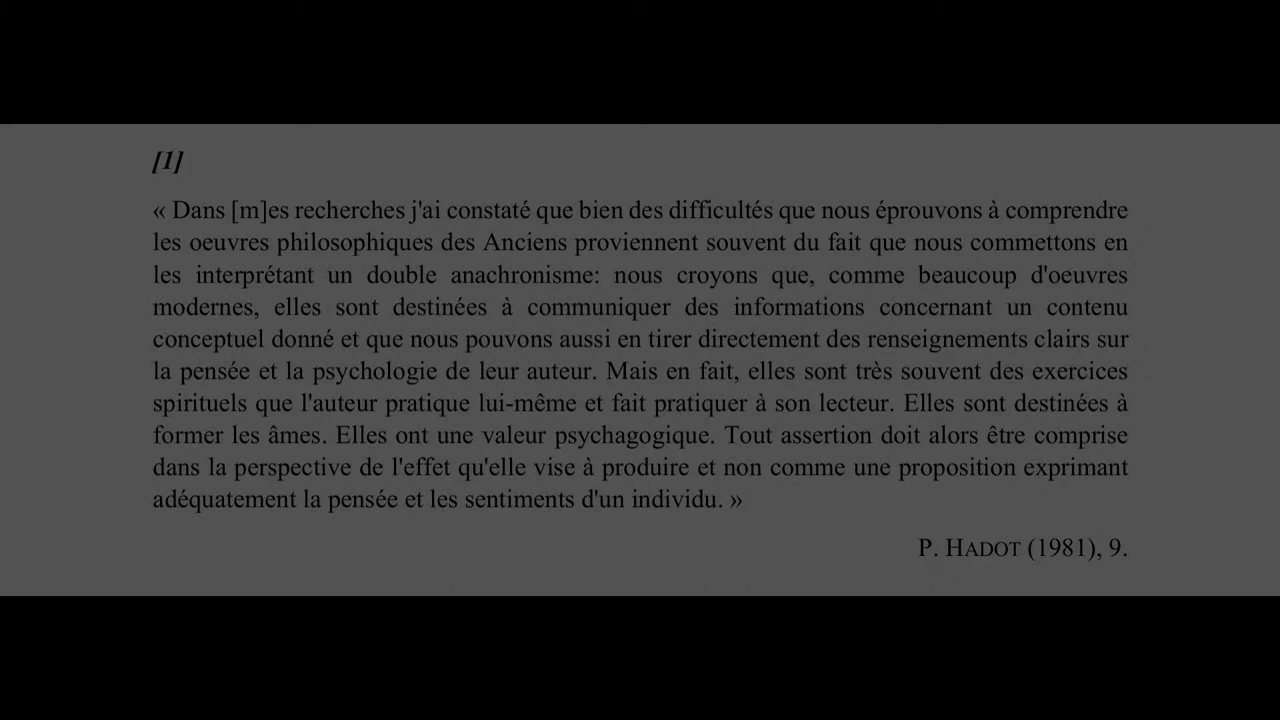 [1]
« Dans [m]es recherches j'ai constaté que bien des difficultés que nous éprouvons à comprendre
les oeuvres philosophiques des Anciens proviennent souvent du fait que nous commettons en
les interprétant un double anachronisme: nous croyons que, comme beaucoup d'oeuvres
modernes, elles sont destinées à communiquer des informations concernant un contenu
conceptuel donné et que nous pouvons aussi en tirer directement des renseignements clairs sur
la pensée et la psychologie de leur auteur. Mais en fait, elles sont très souvent des exercices
spirituels que l'auteur pratique lui-même et fait pratiquer à son lecteur. Elles sont destinées à
former les âmes. Elles ont une valeur psychagogique. Tout assertion doit alors être comprise
dans la perspective de l'effet qu'elle vise à produire et non comme une proposition exprimant
adéquatement la pensée et les sentiments d'un individu. »
P. HADOT (1981), 9.